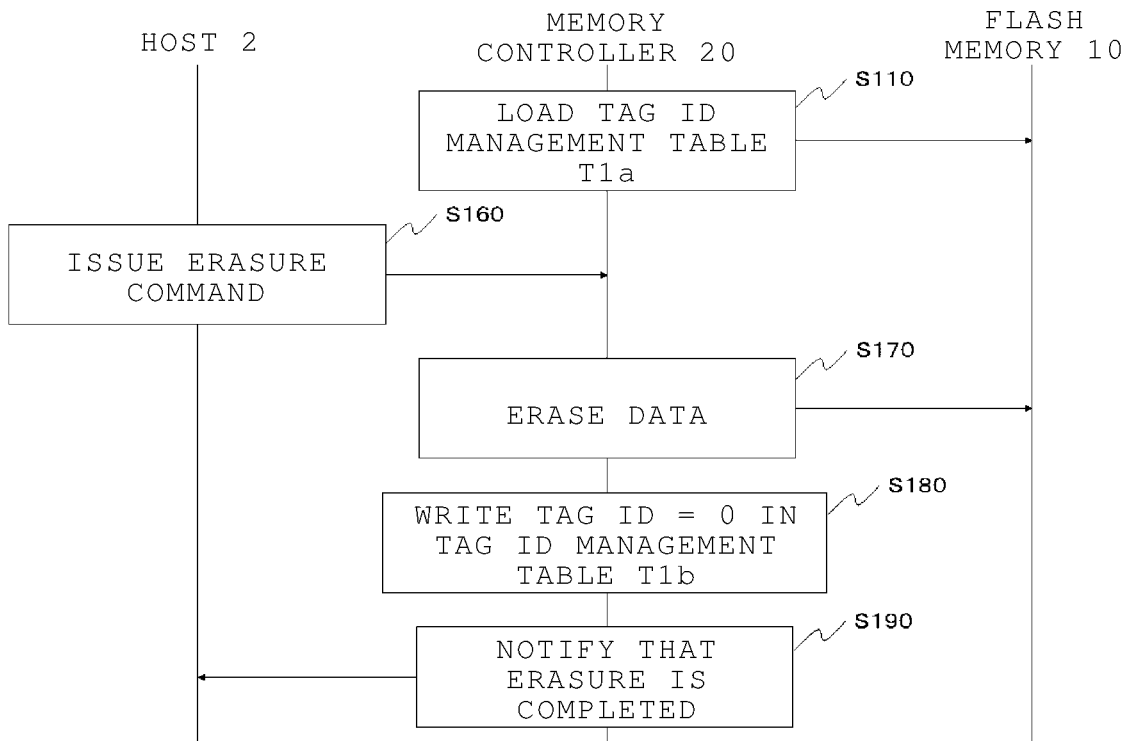 HOST 2
MEMORY
CONTROLLER 20
FLASH
MEMORY 10
S110
LOAD TAG ID
MANAGEMENT TABLE
T1a
S160
ISSUE ERASURE
COMMAND
S170
ERASE DATA
S180
WRITE TAG ID = 0 IN
TAG ID MANAGEMENT
TABLE T1b
S190
NOTIFY THAT
ERASURE IS
COMPLETED